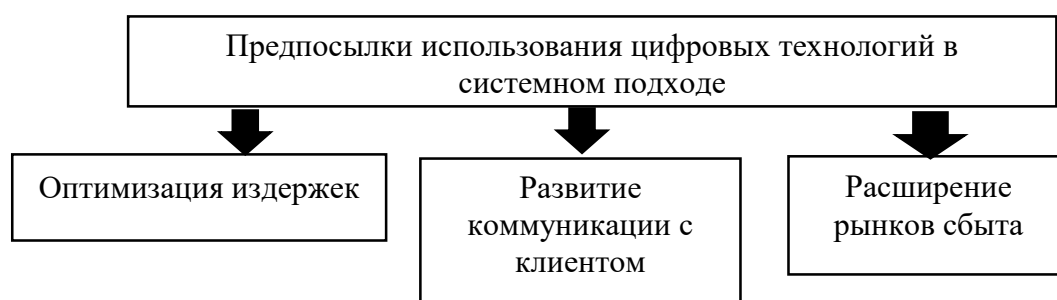 Предпосылки использования цифровых технологий в
системном подходе
Оптимизация издержек
Развитие
коммуникации с
клиентом
Расширение
рынков сбыта